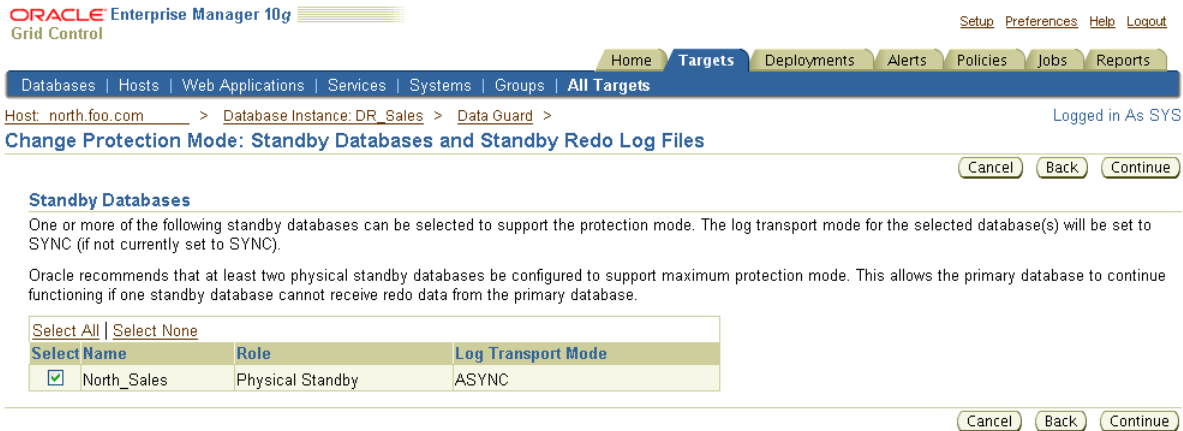 ORACLE Enterprise Manager 10g
Grid Control
Setup Preferences Help Logout
Home Targets Deployments Alerts Policies Jobs Reports
Databases | Hosts | Web Applications | Services | Systems | Groups | All Targets
Host: north.foo.com > Database Instance: DR_Sales > Data Guard >
Logged in As SYS
Change Protection Mode: Standby Databases and Standby Redo Log Files
Cancel Back Continue
Standby Databases
One or more of the following standby databases can be selected to support the protection mode. The log transport mode for the selected database(s) will be set to
SYNC (if not currently set to SYNC).
Oracle recommends that at least two physical standby databases be configured to support maximum protection mode. This allows the primary database to continue
functioning if one standby database cannot receive redo data from the primary database.
Select All | Select None
Select Name Role Log Transport Mode
North_Sales Physical Standby ASYNC
Cancel Back Continue